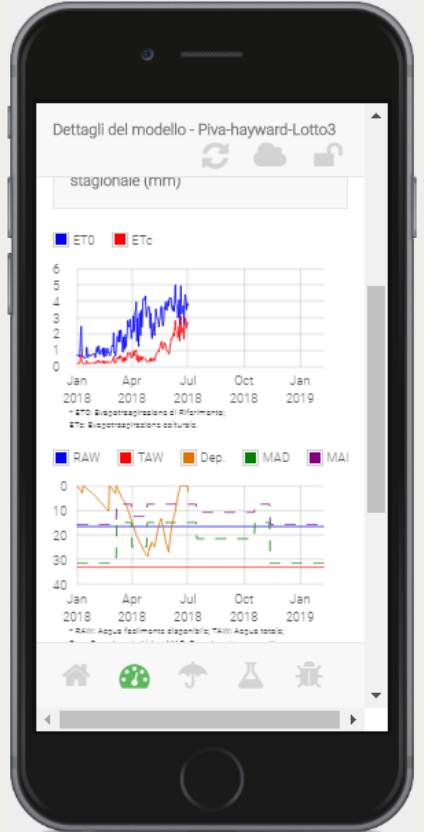 Dettagli del modello - Piva-hayward-Lotto3
stagionale (mm)
ET0 ETc
6
5
4
3
2
1
0
Jan Apr Jul Oct Jan
2018 2018 2018 2018 2019
* ET0: Evapotraspirazione di Riferimento;
ETc: Evapotraspirazione colturale.
RAW TAW Dep. MAD MAI
0
10
20
30
40
Jan Apr Jul Oct Jan
2018 2018 2018 2018 2019
* RAW: Acqua facilmente disponibile; TAW: Acqua totale;